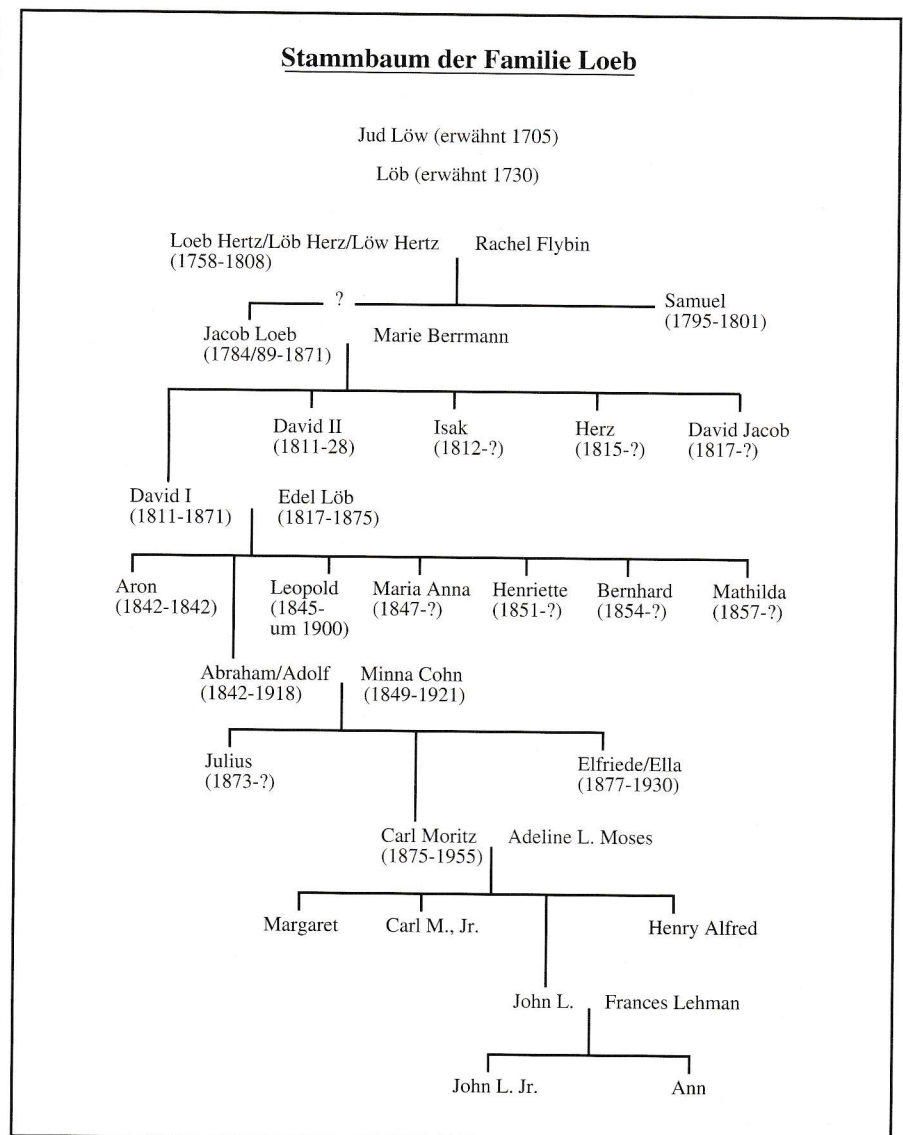 Stammbaum der Familie Loeb
Jud Löw (erwähnt 1705)
Löb (erwähnt 1730)
Loeb Hertz/Löb Herz/Löw Hertz Rachel Flybin
(1758-1808)
?
Samuel
(1795-1801)
Jacob Loeb Marie Berrmann
(1784/89-1871)
David II Isak Herz David Jacob
(1811-28) (1812-?) (1815-?) (1817-?)
David I Edel Löb
(1811-1871) (1817-1875)
Aron Leopold Maria Anna Henriette Bernhard Mathilda
(1842-1842) (1845- (1847-?) (1851-?) (1854-?) (1857-?)
um 1900)
Abraham/Adolf Minna Cohn
(1842-1918) (1849-1921)
Julius Elfriede/Ella
(1873-?) (1877-1930)
Carl Moritz Adeline L. Moses
(1875-1955)
Margaret Carl M., Jr. Henry Alfred
John L. Frances Lehman
John L. Jr. Ann